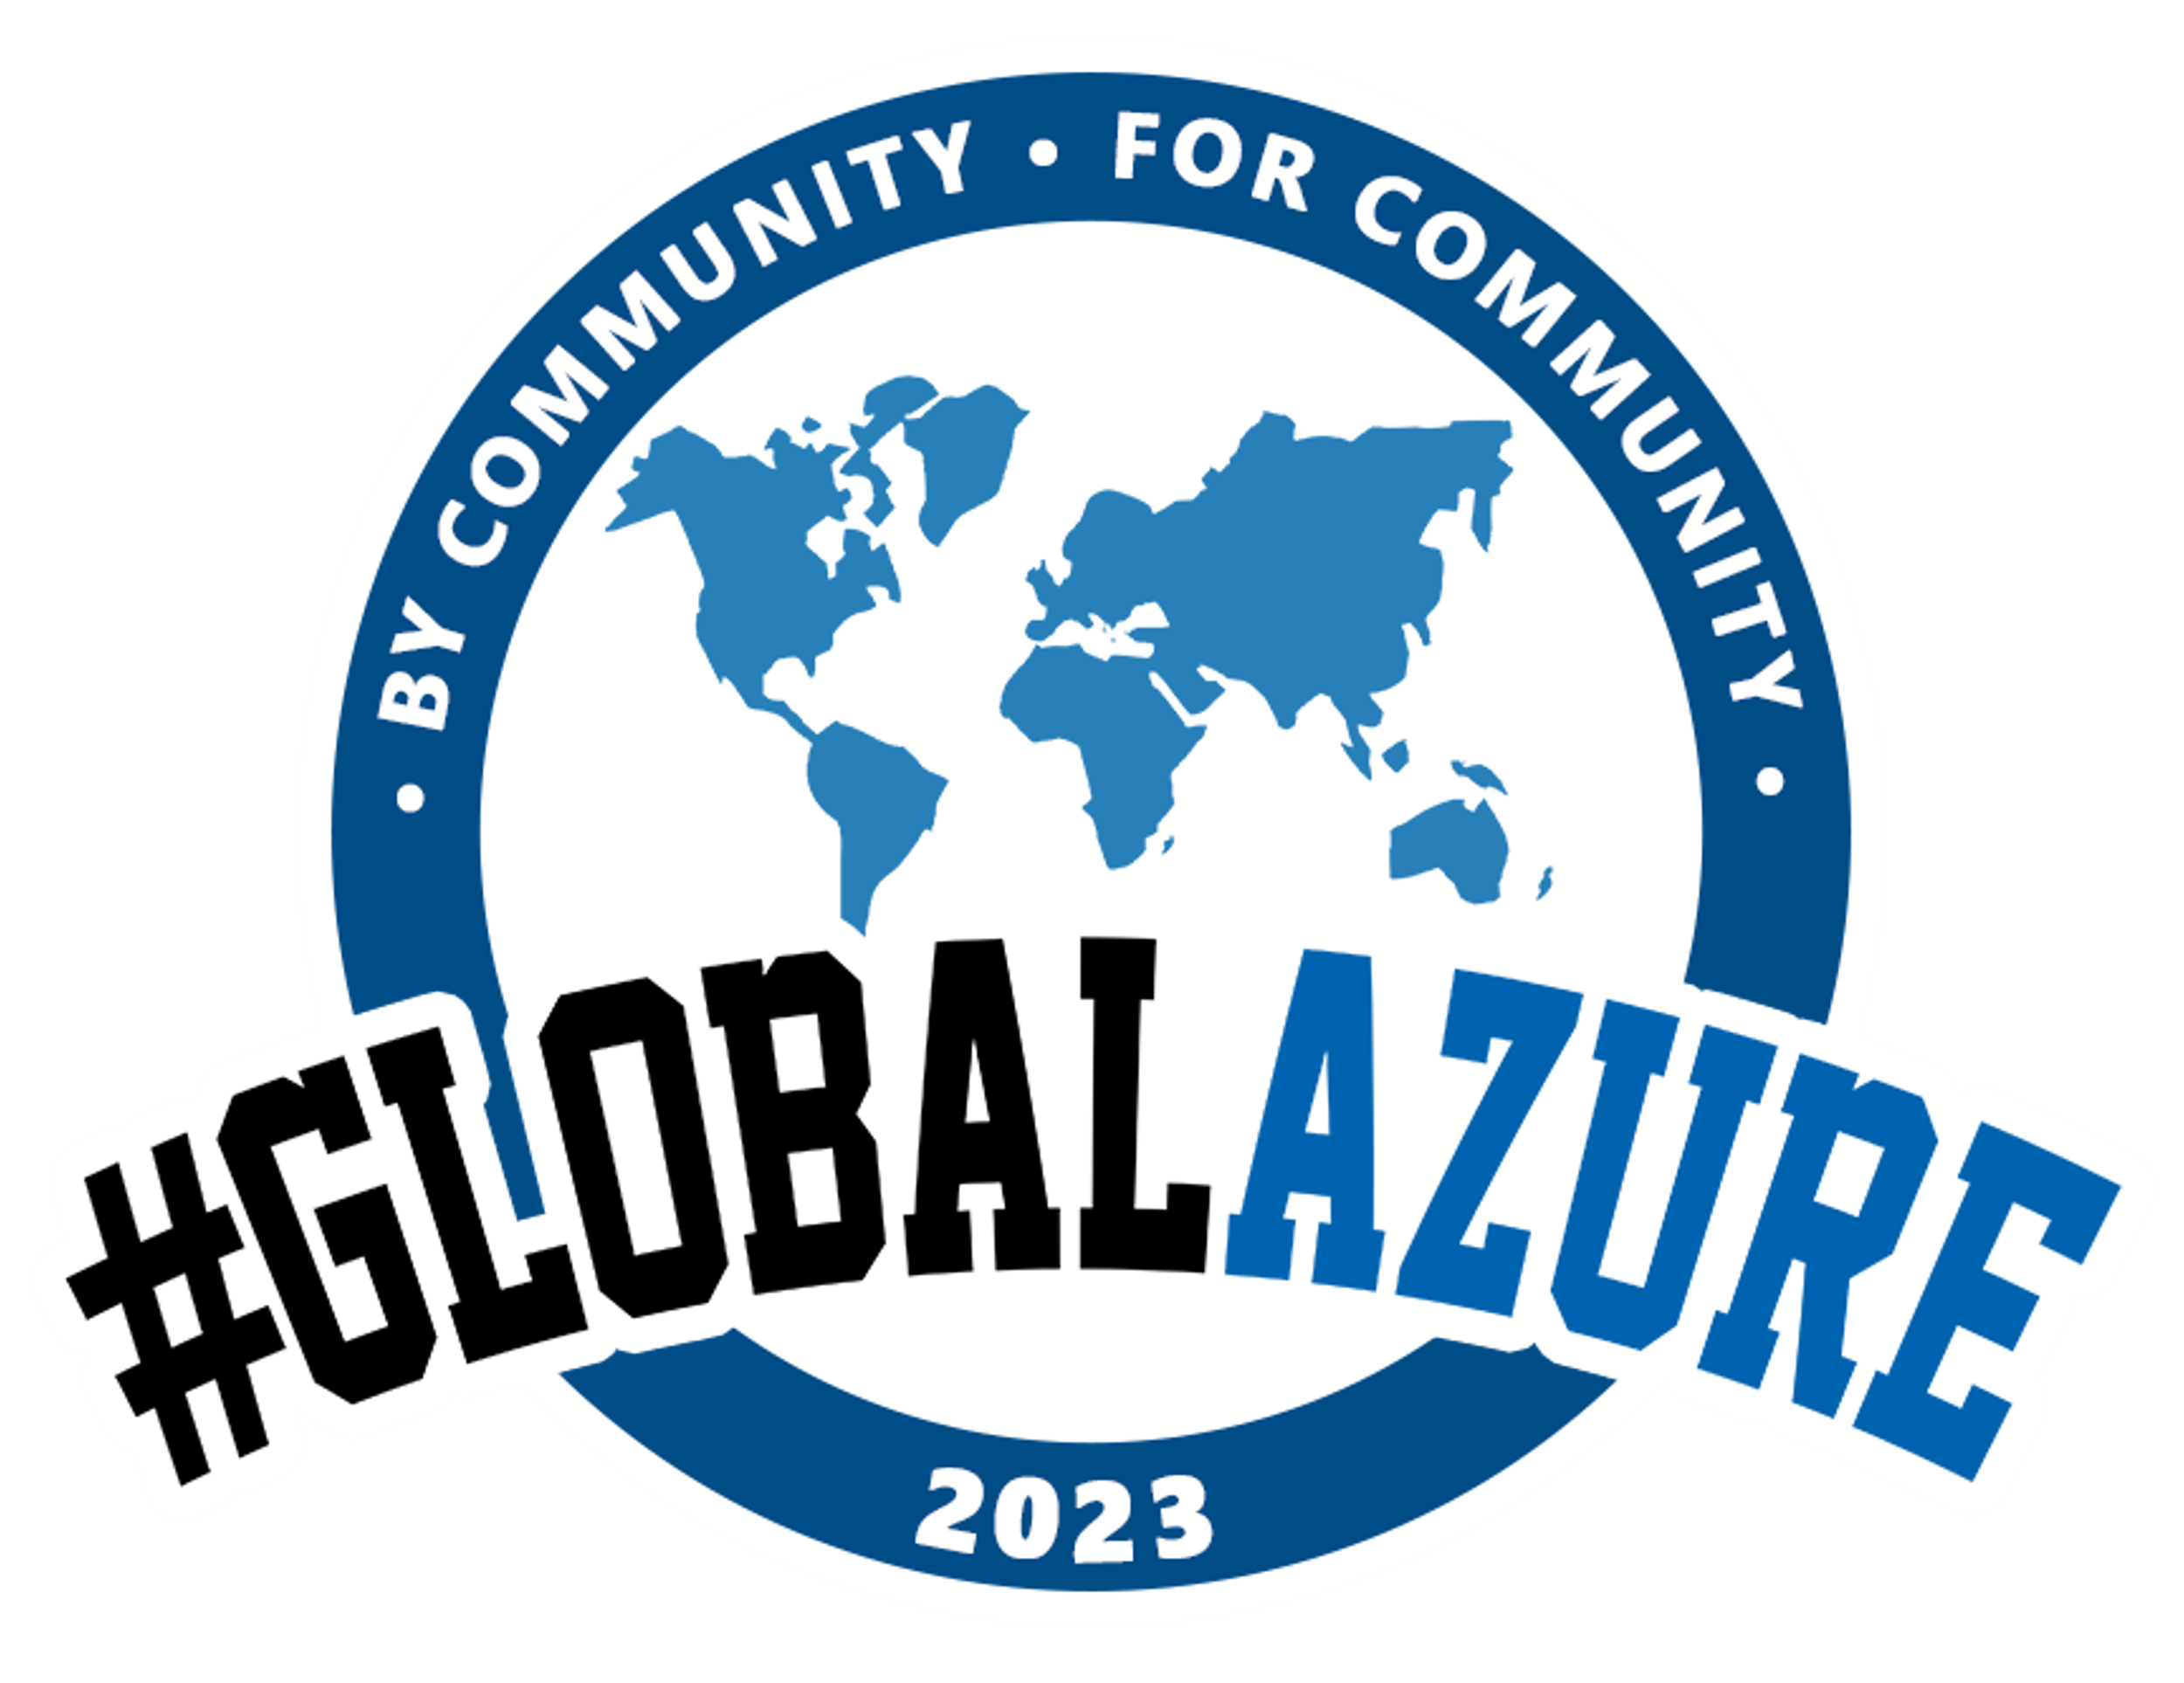 • BY COMMUNITY • FOR COMMUNITY •
#GLOBALAZURE
2023